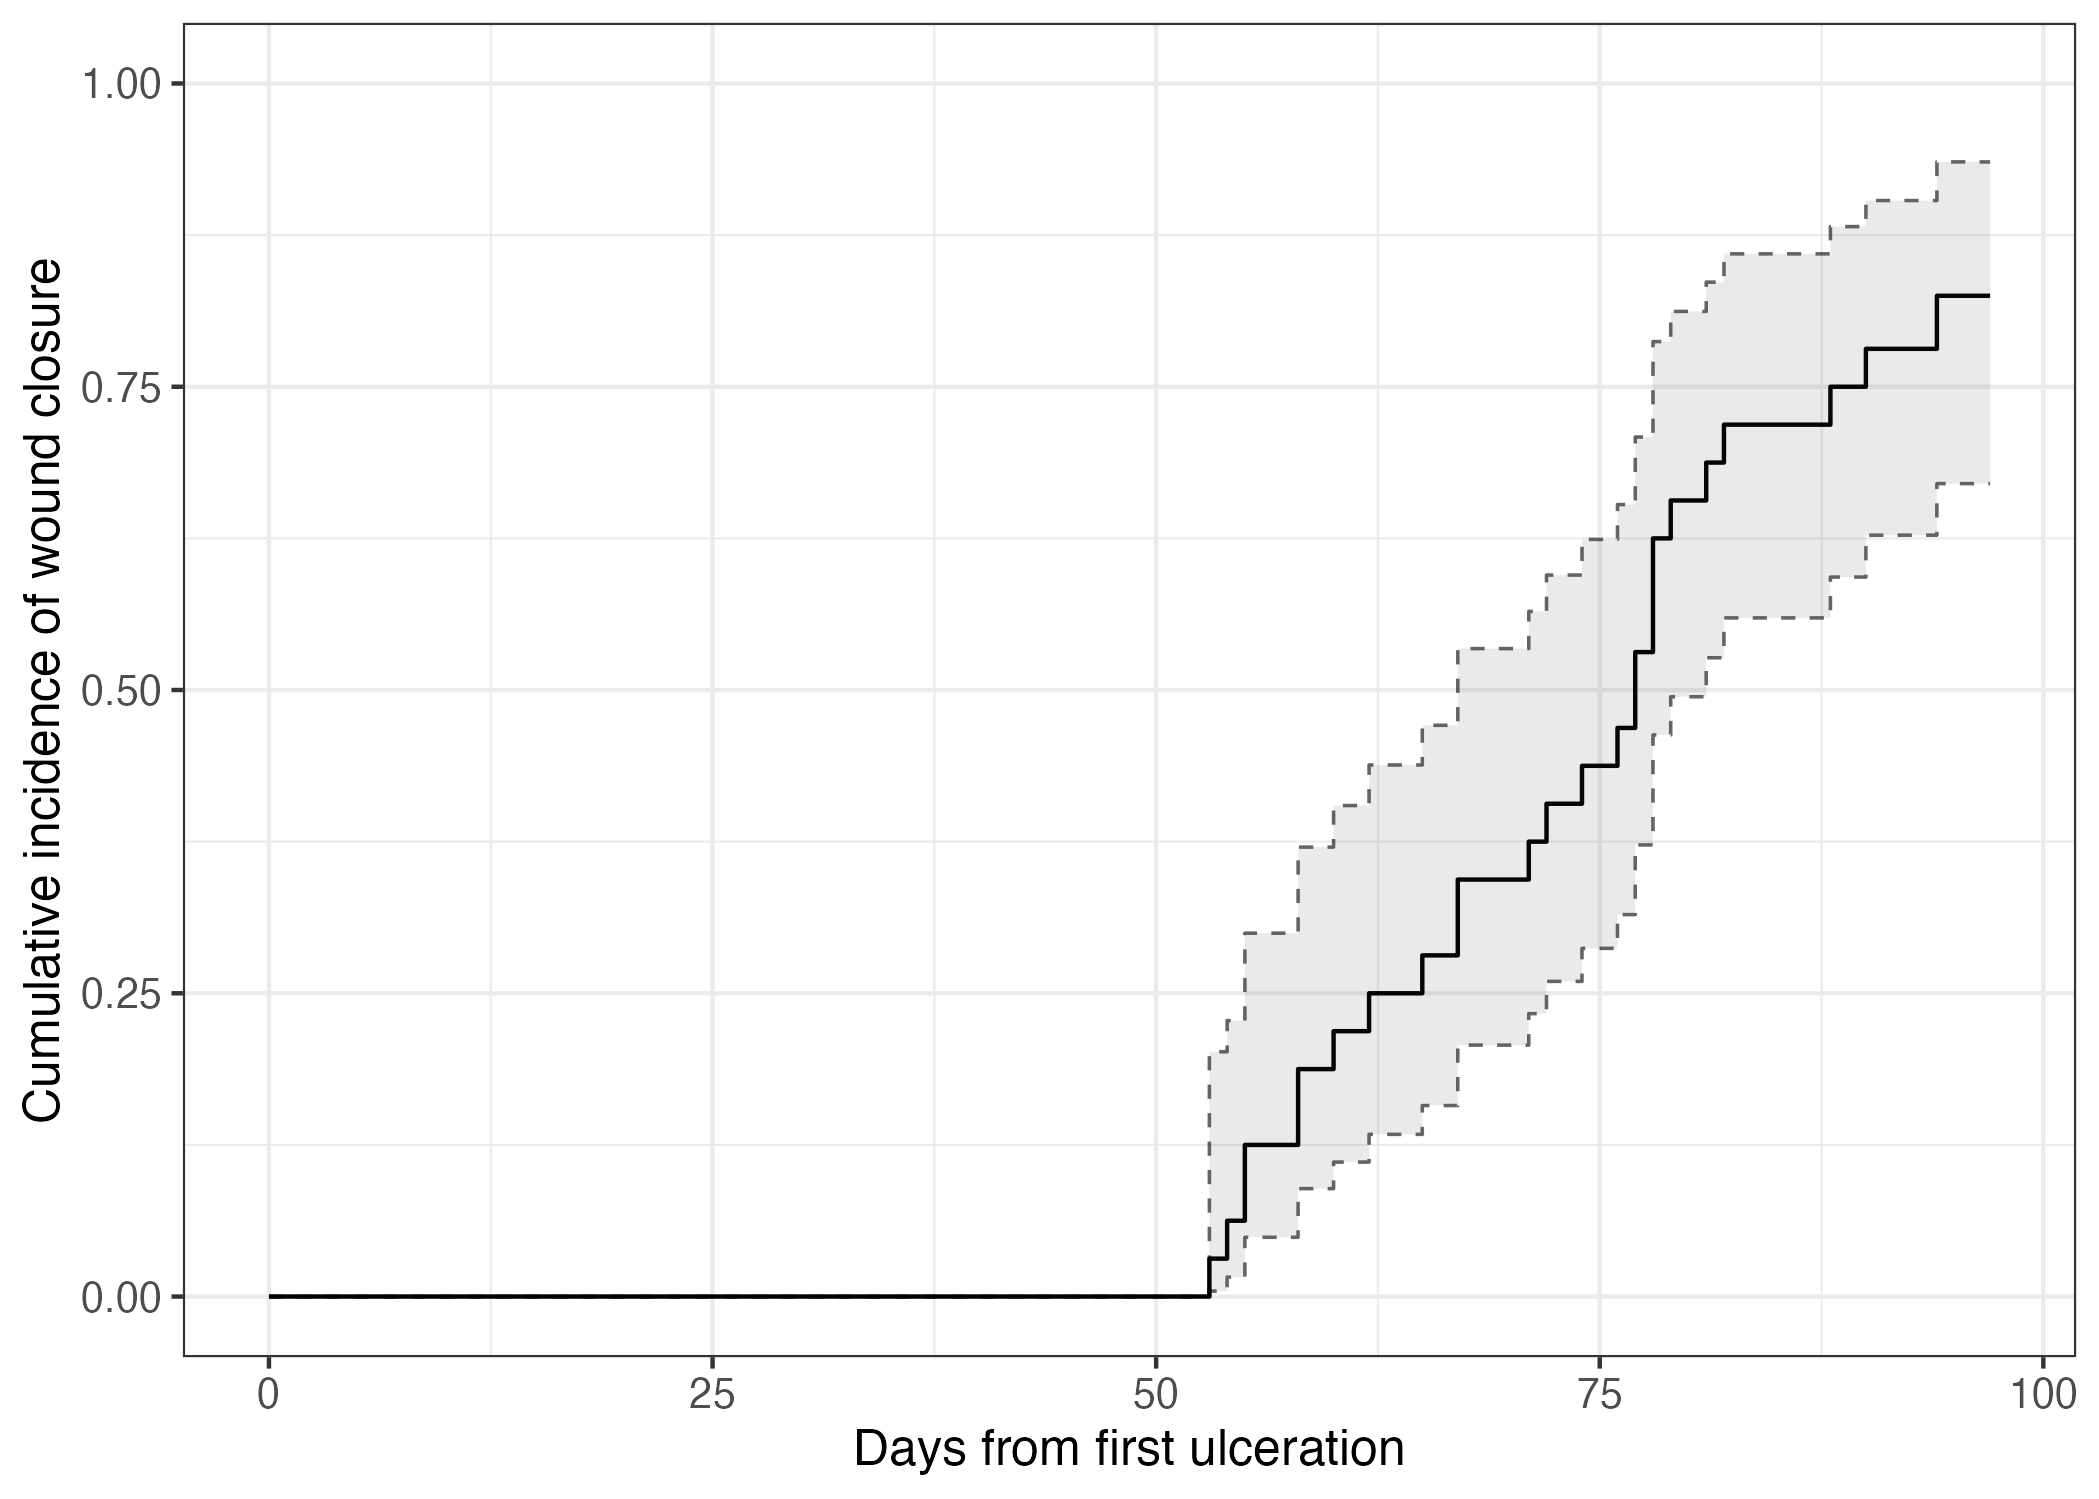 Cumulative incidence of wound closure
1.00
0.75
0.50
0.25
0.00
0 25 50 75 100
Days from first ulceration